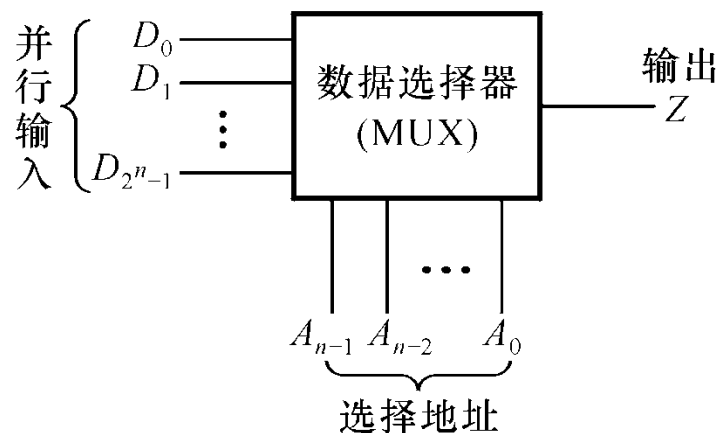 并行输入
D₀
D₁
⋮
D₂ⁿ₋₁
数据选择器
(MUX)
输出
Z
⋯
Aₙ₋₁ Aₙ₋₂ A₀
选择地址